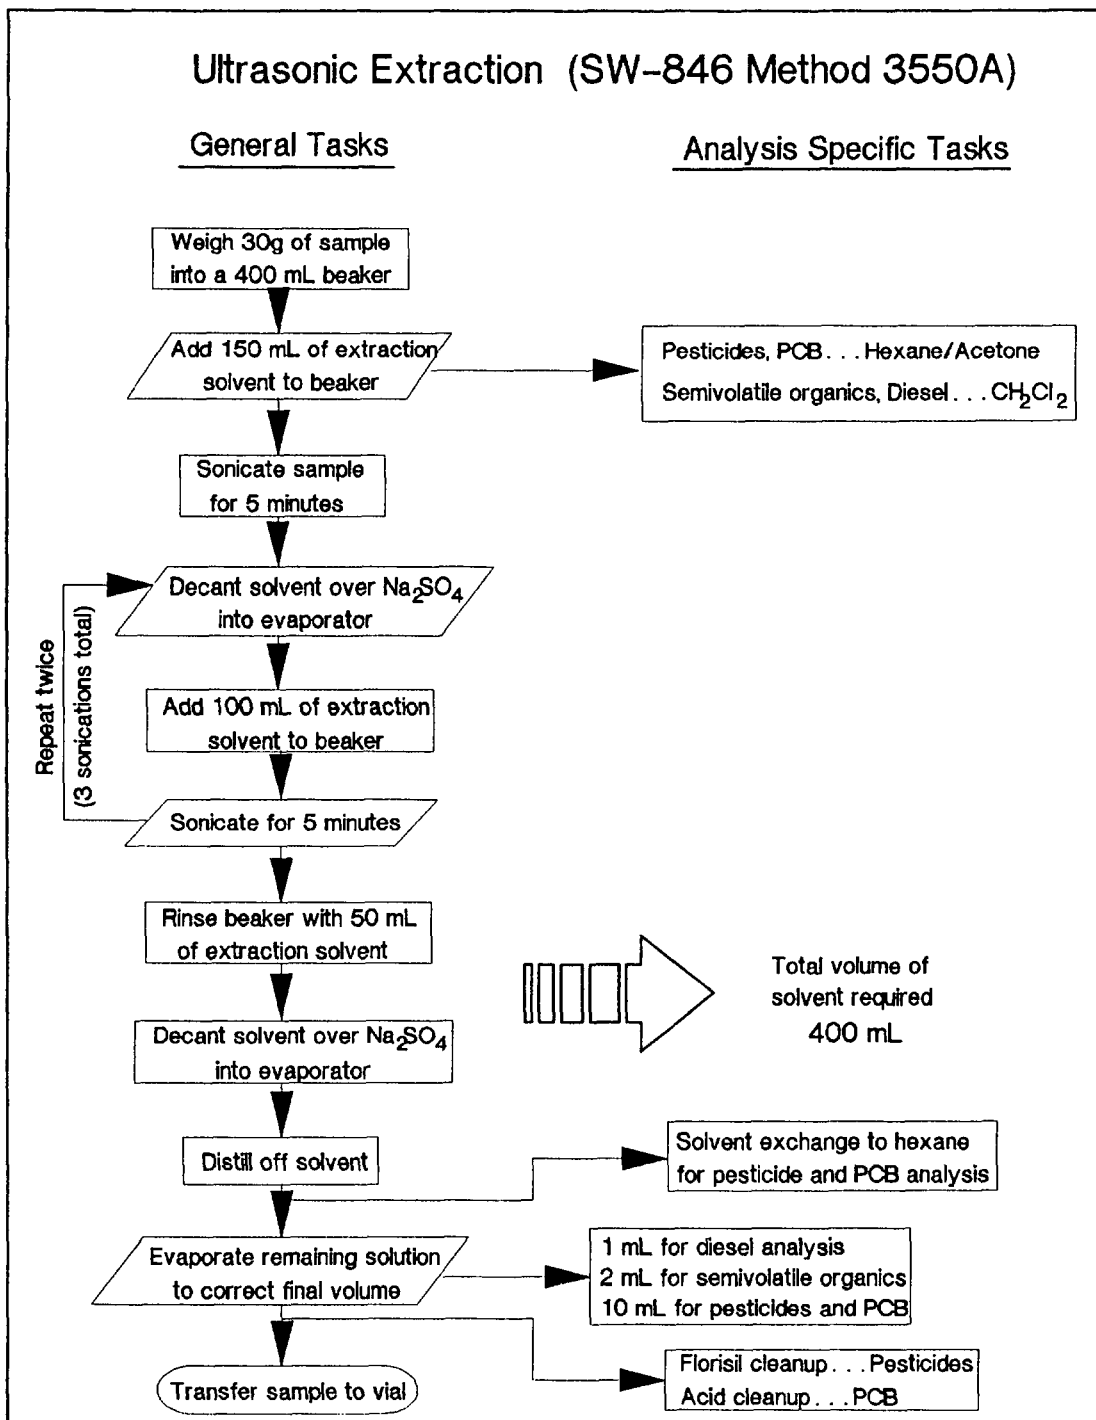 Ultrasonic Extraction (SW-846 Method 3550A)
General Tasks
Analysis Specific Tasks
Weigh 30g of sample
into a 400 mL beaker
Add 150 mL of extraction
solvent to beaker
Pesticides, PCB . . . Hexane/Acetone
Semivolatile organics, Diesel . . . CH₂Cl₂
Sonicate sample
for 5 minutes
Decant solvent over Na₂SO₄
into evaporator
Repeat twice
(3 sonications total)
Add 100 mL of extraction
solvent to beaker
Sonicate for 5 minutes
Rinse beaker with 50 mL
of extraction solvent
Total volume of
solvent required
400 mL
Decant solvent over Na₂SO₄
into evaporator
Distill off solvent
Solvent exchange to hexane
for pesticide and PCB analysis
Evaporate remaining solution
to correct final volume
1 mL for diesel analysis
2 mL for semivolatile organics
10 mL for pesticides and PCB
Florisil cleanup . . . Pesticides
Acid cleanup . . . PCB
Transfer sample to vial